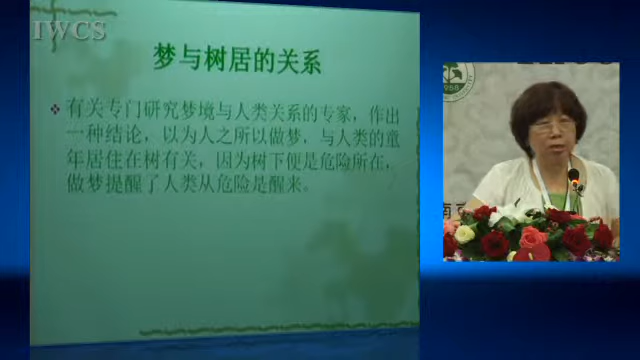 IWCS
梦与树居的关系
有关专门研究梦境与人类关系的专家，作出
一种结论，以为人之所以做梦，与人类的童
年居住在树有关，因为树下便是危险所在，
做梦提醒了人类从危险是醒来。
1958
南京